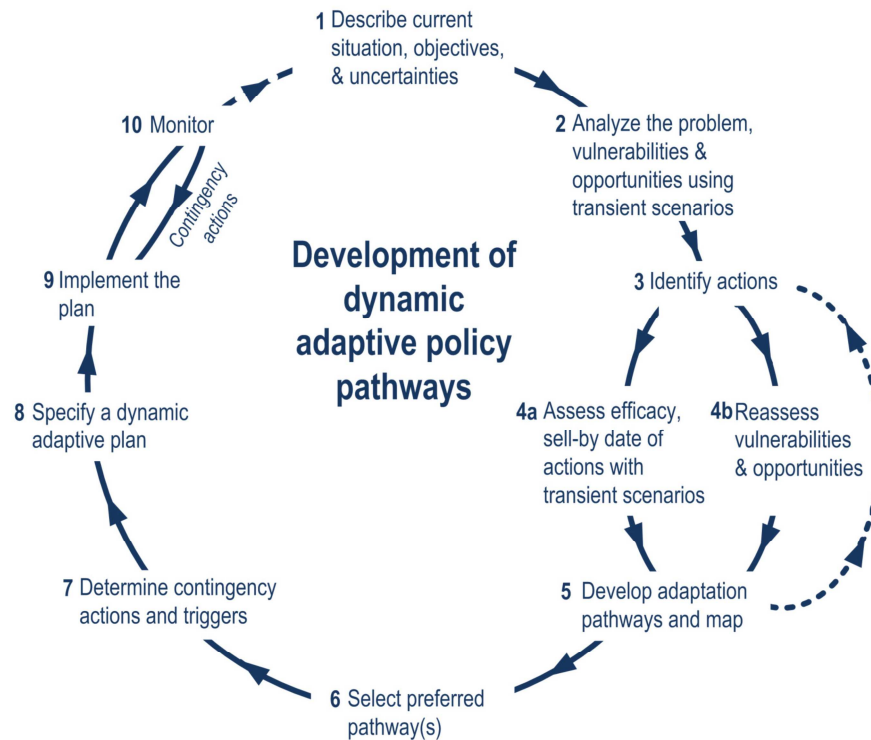 1 Describe current
situation, objectives,
& uncertainties
2 Analyze the problem,
vulnerabilities &
opportunities using
transient scenarios
3 Identify actions
4a Assess efficacy,
sell-by date of
actions with
transient scenarios
4b Reassess
vulnerabilities
& opportunities
5 Develop adaptation
pathways and map
6 Select preferred
pathway(s)
7 Determine contingency
actions and triggers
8 Specify a dynamic
adaptive plan
9 Implement the
plan
10 Monitor
Contingency
actions
Development of
dynamic
adaptive policy
pathways